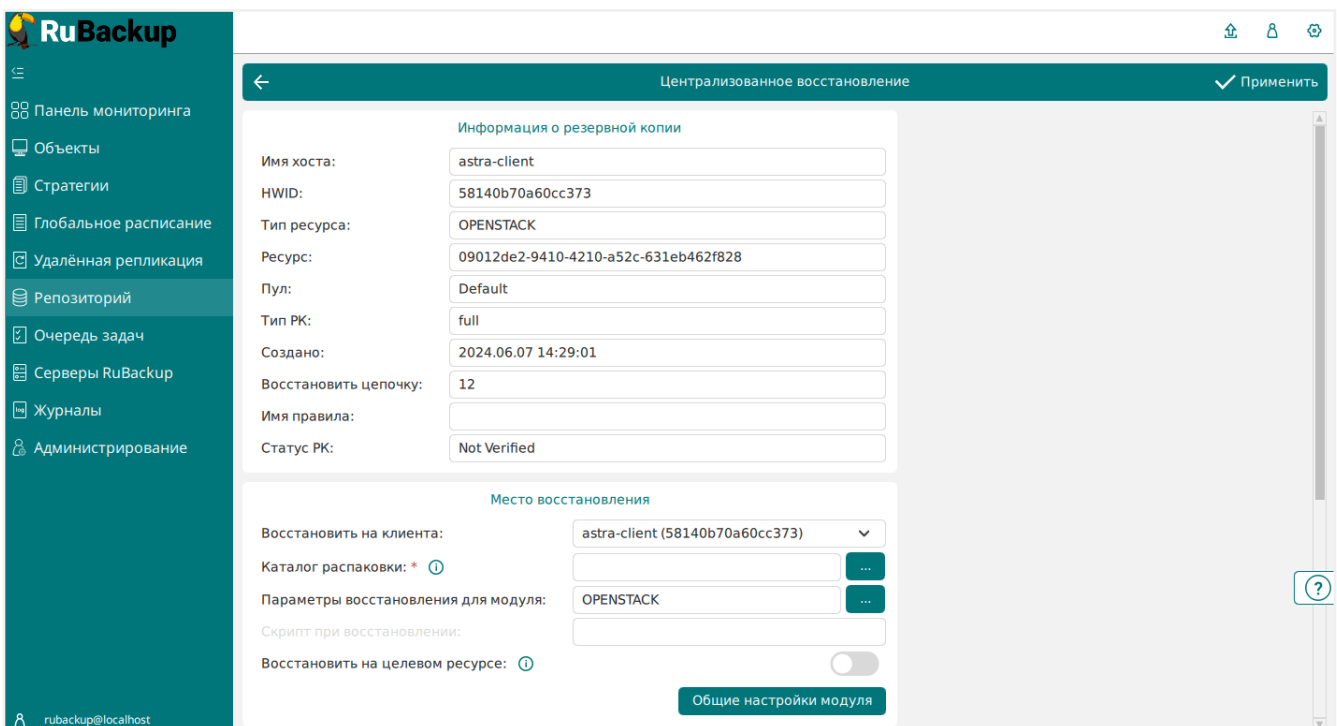 RuBackup
Централизованное восстановление
Применить
Панель мониторинга
Объекты
Стратегии
Глобальное расписание
Удалённая репликация
Репозиторий
Очередь задач
Серверы RuBackup
Журналы
Администрирование
rubackup@localhost
Информация о резервной копии
Имя хоста: astra-client
HWID: 58140b70a60cc373
Тип ресурса: OPENSTACK
Ресурс: 09012de2-9410-4210-a52c-631eb462f828
Пул: Default
Тип РК: full
Создано: 2024.06.07 14:29:01
Восстановить цепочку: 12
Имя правила:
Статус РК: Not Verified
Место восстановления
Восстановить на клиента: astra-client (58140b70a60cc373)
Каталог распаковки: * ...
Параметры восстановления для модуля: OPENSTACK ...
Скрипт при восстановлении:
Восстановить на целевом ресурсе:
Общие настройки модуля
?